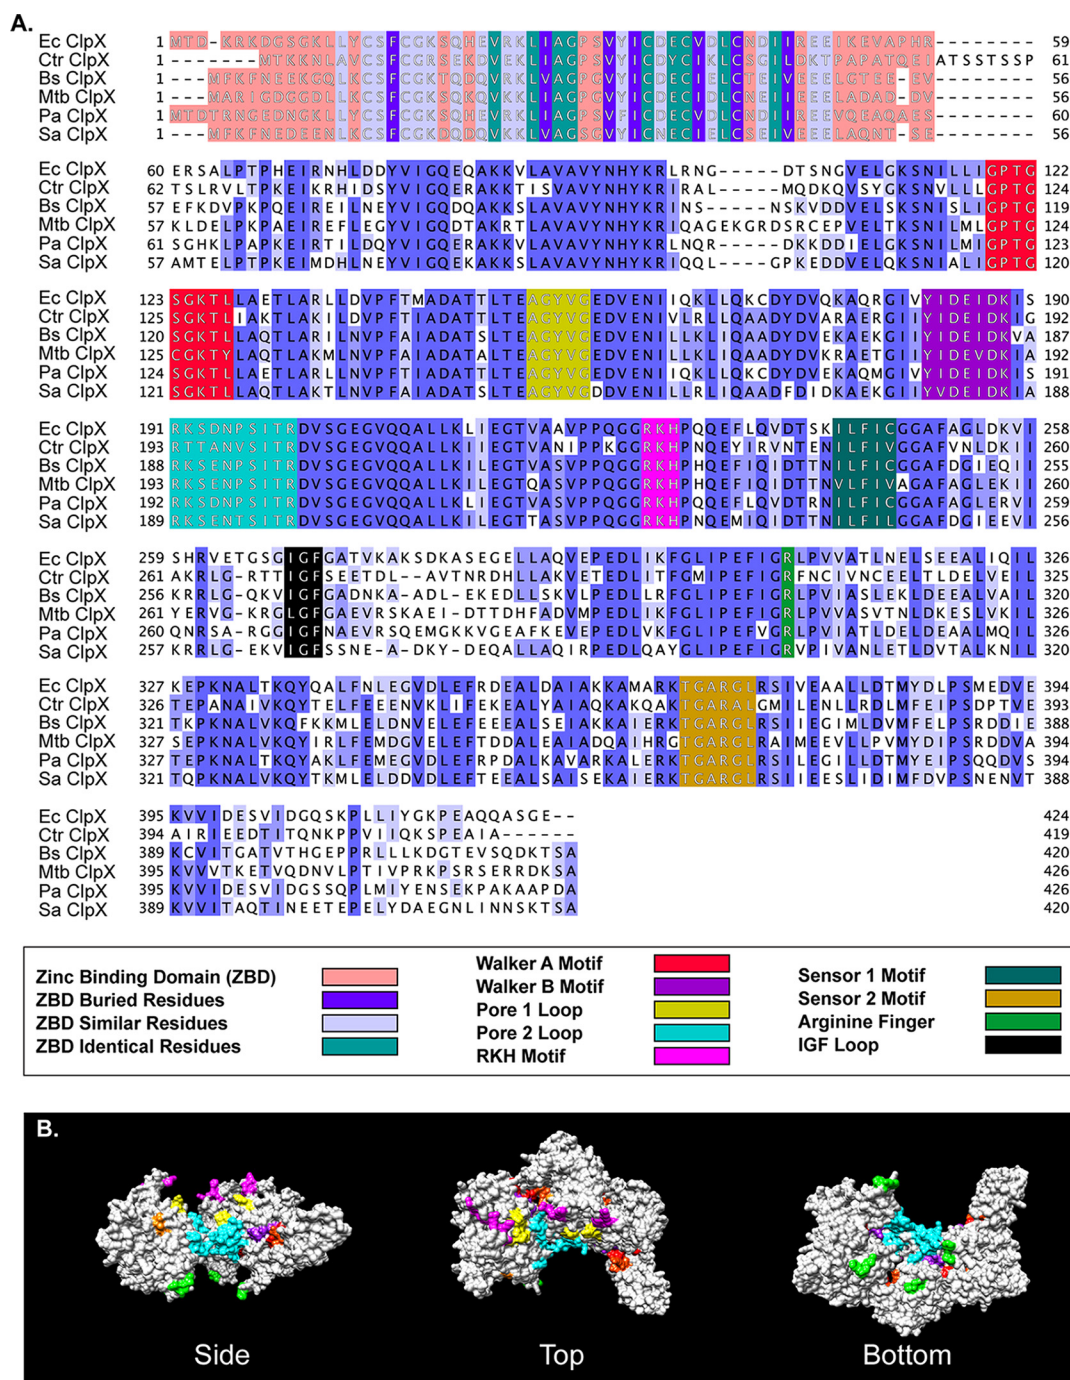 A.
Ec ClpX 1 MTD-KRKDGSGKLLYCSFCGKSQHEVRKLIAGPSVYICDECVDLCNDIIREEIKEVAPHR-------- 59
Ctr ClpX 1 -------MTKKNLAVCSFCGRSEKDVRKLIAGPSVFICDYCIKLCSGILDKTPAPATQEIATSSTSSP 61
Bs ClpX 1 ---MFKFNEEKGQLKCSFCGKTQDQVRKLVAGPGVYICDECIELCTEIVEEELGTEEE-EI-------- 56
Mtb ClpX 1 ---MARIGDGGDLLKCSFCGKSQKQVKKLIAGPGVYICDECIDLCNEIIEEELADAD-DV-------- 56
Pa ClpX 1 MTDTRNGEDNGKLLYCSFCGKSQHEVRKLIAGPSVFICDECVDLCNDIIREEVQEAQAES-------- 60
Sa ClpX 1 ---MFKFNEDEENLKCSFCGKDQDQVKKLVAGSGVYICNECIELCSEIVEEELAQNT-SE-------- 56
Ec ClpX 60 ERSALPTPHEIRNHLDDYVIGQEQAKKVLAVAVYNHYKRLRNG-----DTSNGVELGKSNILLIGPTG 122
Ctr ClpX 62 TSLRVLTPKEIKRHIDSYVIGQERAKKTISVAVYNHYKRIRAL-----MQDKQVSYGKSNVLLLGPTG 124
Bs ClpX 57 EFKDVPKPQEIREILNEYVIGQDQAKKSLAVAVYNHYKRINS-----NSKVDDVELSKSNISLIGPTG 119
Mtb ClpX 57 KLDELPKPAEIREFLEGYVIGQDTAKRTLAVAVYNHYKRIQAGEKGRDSRCEPVELTKSNILMLGPTG 124
Pa ClpX 61 SGHKLPAPKEIRTILDQYVIGQERAKKVLAVAVYNHYKRLNQR-----DKKDDIELGKSNILMIGPTG 123
Sa ClpX 57 AMTELPTPKEIMDHLNEYVIGQEKAKKSLAVAVYNHYKRIQQL-----GPKEDDVELQKSNIALIGPTG 120
Ec ClpX 123 SGKTLLAETLARLLDVPFTMADATTLTEAGYVGEDVENIIQKLLQKCDYDVQKAQRGIVYIDEIDKIS 190
Ctr ClpX 125 SGKTLIAKTLAKILDVPFTIADATTLTEAGYVGEDVENIVLRLLQAADYDVARAERGIIYIDEIDKIG 192
Bs ClpX 120 SGKTLLAQTLARILNVPFAIADATSLTEAGYVGEDVENILLKLIQAADYDVEKAEKGIIYIDEIDKVA 187
Mtb ClpX 125 CGKTYLAQTLAKMLNVPFAIADATALTEAGYVGEDVENILLKLIQAADYDVKRAETGIIYIDEVDKIA 192
Pa ClpX 124 SGKTLLAETLARLLNVPFTIADATTLTEAGYVGEDVENIIQKLLQKCDYDVEKAQMGIVYIDEIDKIS 191
Sa ClpX 121 SGKTLLAQTLAKTLNVPFAIADATSLTEAGYVGDDVENILLRLIQAADFDIDKAEKGIIYVDEIDKIA 188
Ec ClpX 191 RKSDNPSITRDVSGEGVQQALLKLIEGTVAAVPPQGGRKHPQQEFLQVDTSKILFICGGAFAGLDKVI 258
Ctr ClpX 193 RTTANVSITRDVSGEGVQQALLKIVEGTVANIPPKGGRKHPNQEYIRVNTENILFIVGGAFVNLDKII 260
Bs ClpX 188 RKSENPSITRDVSGEGVQQALLKILEGTVASVPPQGGRKHPHQEFIQIDTTNILFICGGAFDGIEQII 255
Mtb ClpX 193 RKSENPSITRDVSGEGVQQALLKILEGTQASVPPQGGRKHPHQEFIQIDTTNVLFIVAGAFAGLEKII 260
Pa ClpX 192 RKSDNPSITRDVSGEGVQQALLKLIEGTVASVPPQGGRKHPQQEFLQVDTRNILFICGGAFAGLERVI 259
Sa ClpX 189 RKSENTSITRDVSGEGVQQALLKILEGTTASVPPQGGRKHPNQEMIQIDTTNILFILGGAFDGIEEVI 256
Ec ClpX 259 SHRVETGSGIGFGATVKAKSDKASEGELLAQVEPEDLIKFGLIPEFIGRLPVVATLNELSEEALIQIL 326
Ctr ClpX 261 AKRLG-RTTIGFSEETDL--AVTNRDHLLAKVETEDLITFGMIPEFIGRFNCIVNCEELTLDELVEIL 325
Bs ClpX 256 KRRLG-QKVIGFGADNKA-ADL-EKEDLLSKVLPEDLLRFGLIPEFIGRLPVIASLEKLDEEALVAIL 320
Mtb ClpX 261 YERVG-KRGLGFGAEVRSKAEI-DTTDHFADVMPEDLIKFGLIPEFIGRLPVVASVTNLDKESLVKIL 326
Pa ClpX 260 QNRSA-RGGIGFNAEVRSQEMGKKVGEAFKEVEPEDLVKFGLIPEFVGRLPVIATLDELDEAALMQIL 326
Sa ClpX 257 KRRLG-EKVIGFSSNEA-DKY-DEQALLAQIRPEDLQAYGLIPEFIGRVPIVANLETLDVTALKNIL 320
Ec ClpX 327 KEPKNALTKQYQALFNLEGVDLEFRDEALDAIAKKAMARKTGARGLRSIVEAALLDTMYDLPSMEDVE 394
Ctr ClpX 326 TEPANAIVKQYTELFEEENVKLIFEKEALYAIAQKAKQAKTGARALGMILENLLRDLMFEIPSDPTVE 393
Bs ClpX 321 TKPKNALVKQFKKMLELDNVELEFEEEALSEIAKKAIERKTGARGLRSIIEGIMLDVMFELPSRDDIE 388
Mtb ClpX 327 SEPKNALVKQYIRLFEMDGVELEFTDDALEAIADQAIHRGTGARGLRAIMEEVLLPVMYDIPSRDDVA 394
Pa ClpX 327 TEPKNALTKQYAKLFEMEGVDLEFRPDALKAVARKALERKTGARGLRSILEGILLDTMYEIPSQQDVS 394
Sa ClpX 321 TQPKNALVKQYTKMLELDDVDLEFTEEALSAISEKAIERKTGARGLRSIIEESLIDIMFDVPSNENVT 388
Ec ClpX 395 KVVIDESVIDGQSKPLLIYGKPEAQQASGE-- 424
Ctr ClpX 394 AIRIEEDTITQNKPPVIIQKSPEAIA------ 419
Bs ClpX 389 KCVITGATVTHGEPPRLLLKDGTEVSQDKTSA 420
Mtb ClpX 395 KVVVTKETVQDNVLPTIVPRKPSRSERRDKSA 426
Pa ClpX 395 KVVIDESVIDGSSQPLMIYENSEKPAKAAPDA 426
Sa ClpX 389 KVVITAQTINEETEPELYDAEGNLINNSKTSA 420
Zinc Binding Domain (ZBD)
ZBD Buried Residues
ZBD Similar Residues
ZBD Identical Residues
Walker A Motif
Walker B Motif
Pore 1 Loop
Pore 2 Loop
RKH Motif
Sensor 1 Motif
Sensor 2 Motif
Arginine Finger
IGF Loop
B.
Side
Top
Bottom